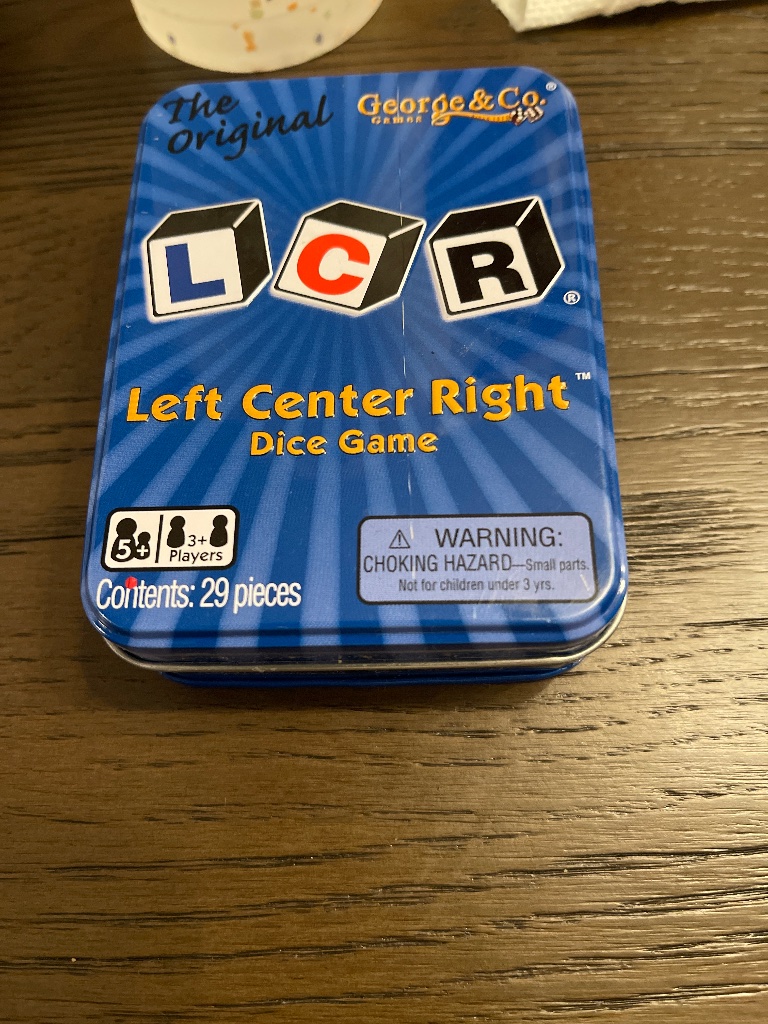 The
Original
George & Co.®
Games
L C R ®
Left Center Right™
Dice Game
5+ 3+
Players
Contents: 29 pieces
⚠ WARNING:
CHOKING HAZARD—Small parts.
Not for children under 3 yrs.